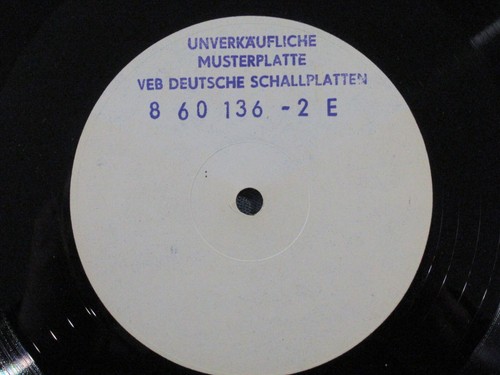 UNVERKÄUFLICHE
MUSTERPLATTE
VEB DEUTSCHE SCHALLPLATTEN
8 60 136 -2 E